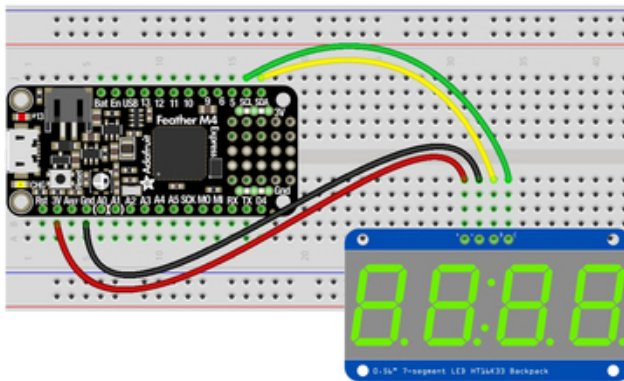 Bat En USB 13 12 11 10 9 6 5 SCL SDA
3V
#13
Feather M4
Express
Adafruit
Gnd
Rst 3V Aref Gnd A0 A1 A2 A3 A4 A5 SCK MO MI RX TX D4
0.56" 7-segment LED HT16K33 Backpack